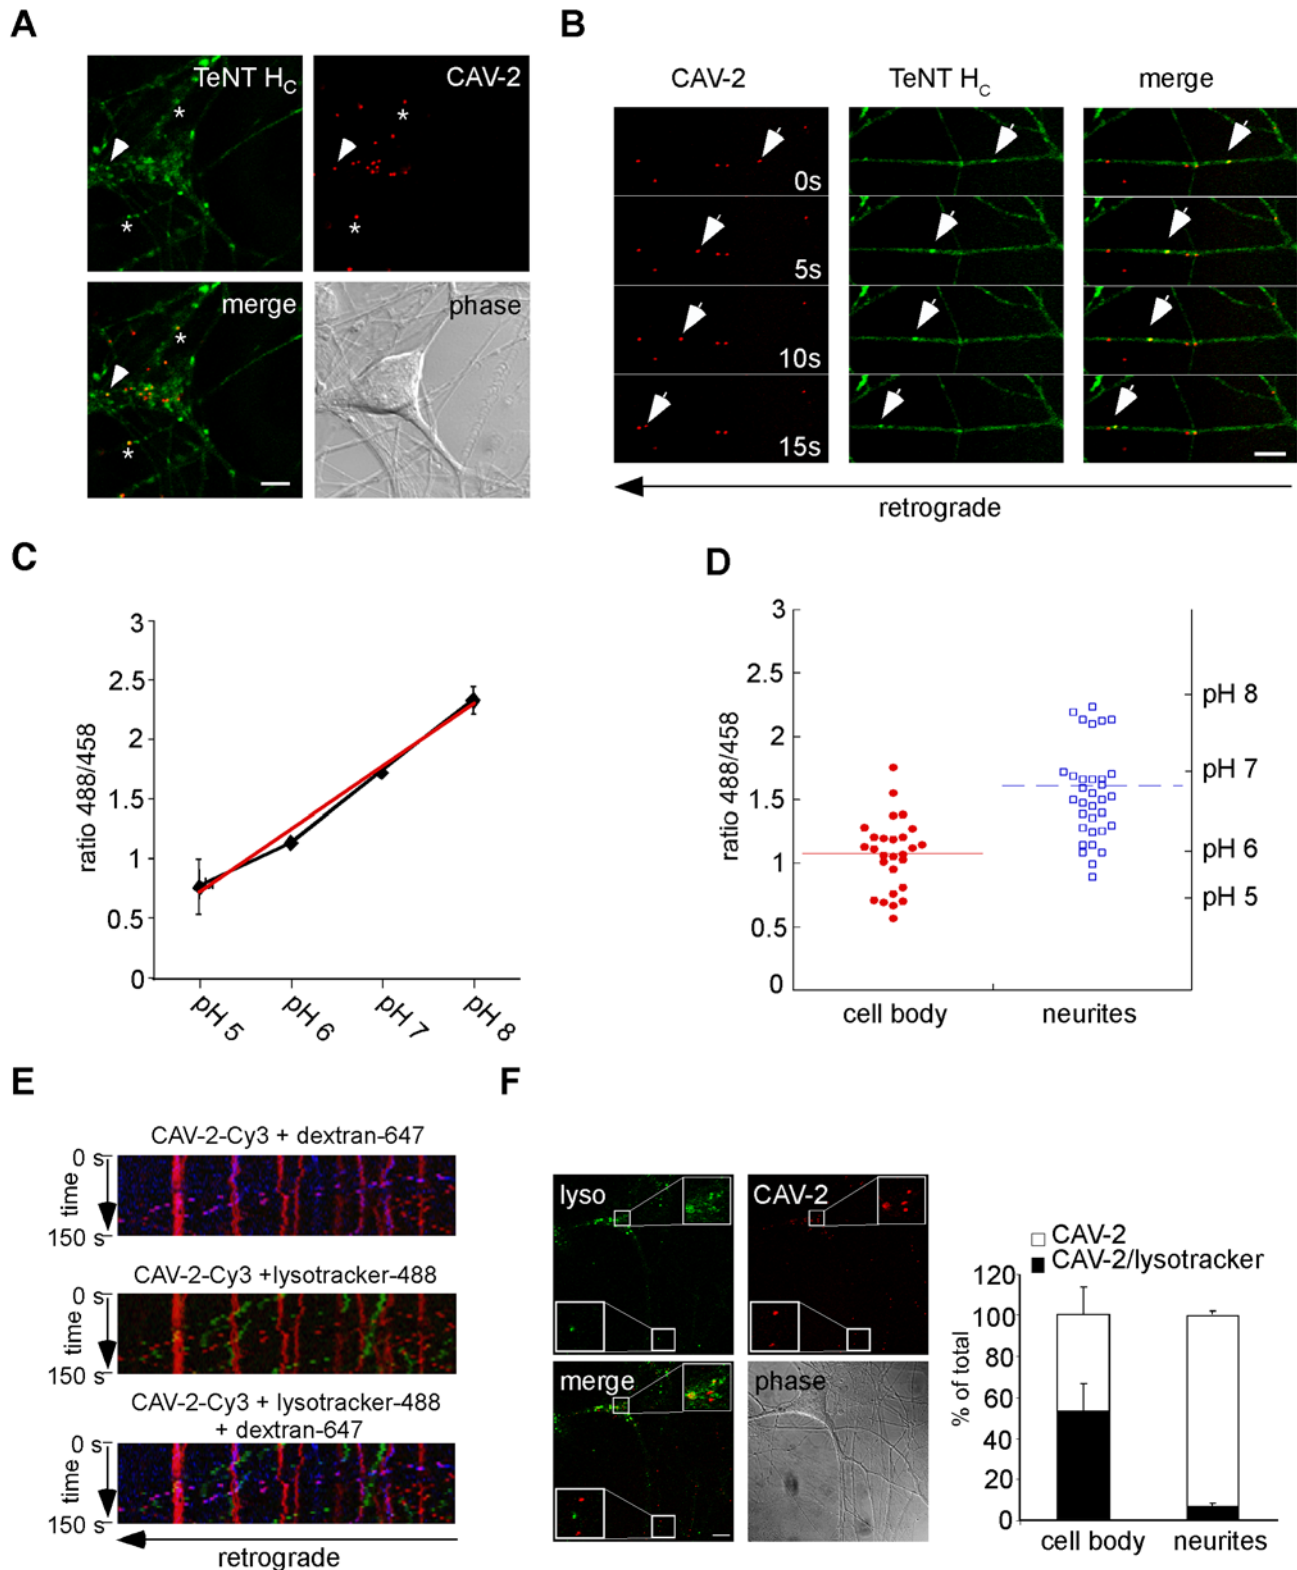 A
TeNT HC
CAV-2
merge
phase
*
*
*
*
*
*
B
CAV-2
TeNT HC
merge
0s
5s
10s
15s
retrograde
C
ratio 488/458
3
2.5
2
1.5
1
0.5
0
pH 5
pH 6
pH 7
pH 8
D
ratio 488/458
3
2.5
2
1.5
1
0.5
0
pH 8
pH 7
pH 6
pH 5
cell body
neurites
E
CAV-2-Cy3 + dextran-647
0 s
time
150 s
CAV-2-Cy3 +lysotracker-488
0 s
time
150 s
CAV-2-Cy3 + lysotracker-488
+ dextran-647
0 s
time
150 s
retrograde
F
lyso
CAV-2
merge
phase
CAV-2
CAV-2/lysotracker
% of total
120
100
80
60
40
20
0
cell body
neurites